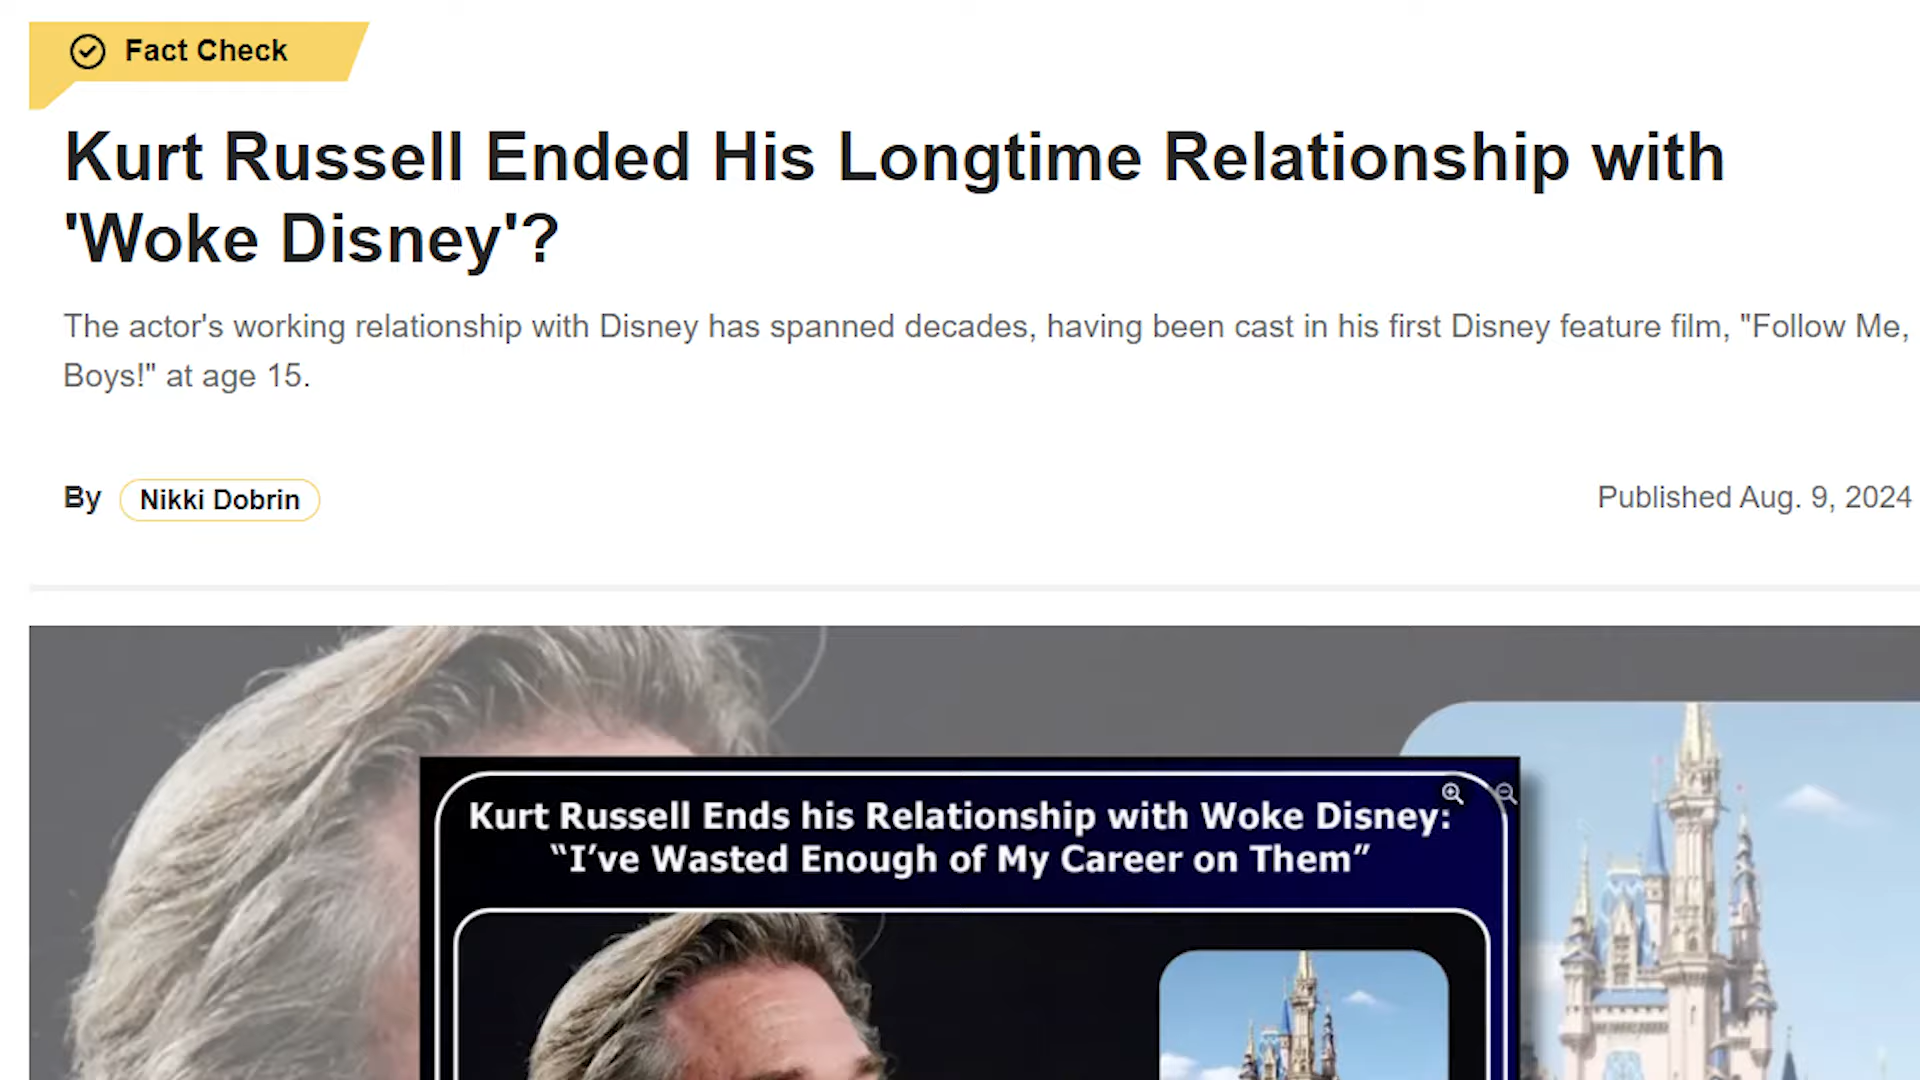 Fact Check
Kurt Russell Ended His Longtime Relationship with
'Woke Disney'?
The actor's working relationship with Disney has spanned decades, having been cast in his first Disney feature film, "Follow Me,
Boys!" at age 15.
By Nikki Dobrin
Published Aug. 9, 2024
Kurt Russell Ends his Relationship with Woke Disney:
“I’ve Wasted Enough of My Career on Them”